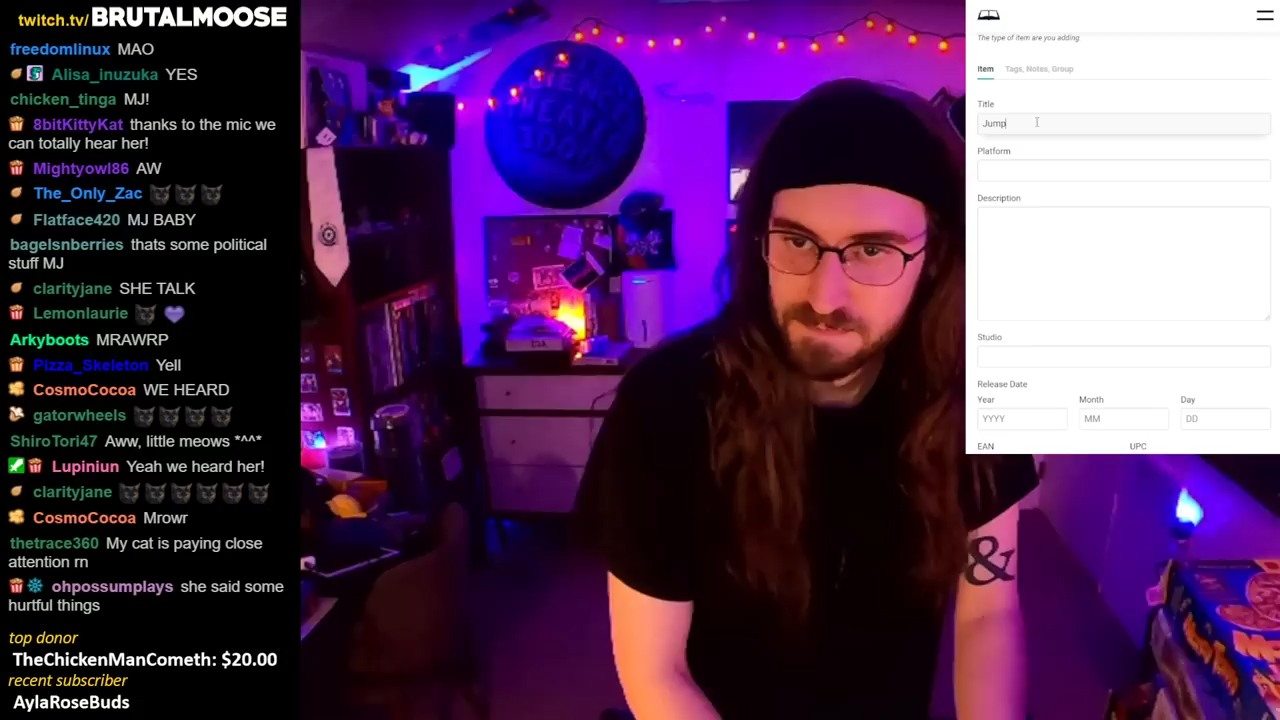 twitch.tv/BRUTALMOOSE
freedomlinux MAO
Alisa_inuzuka YES
chicken_tinga MJ!
8bitKittyKat thanks to the mic we
can totally hear her!
Mightyowl86 AW
The_Only_Zac
Flatface420 MJ BABY
bagelsnberries thats some political
stuff MJ
clarityjane SHE TALK
Lemonlaurie
Arkyboots MRAWRP
Pizza_Skeleton Yell
CosmoCocoa WE HEARD
gatorwheels
ShiroTori47 Aww, little meows *^^*
Lupiniun Yeah we heard her!
clarityjane
CosmoCocoa Mrowr
thetrace360 My cat is paying close
attention rn
ohpossumplays she said some
hurtful things
top donor
TheChickenManCometh: $20.00
recent subscriber
AylaRoseBuds
&
The type of item are you adding
Item Tags, Notes, Group
Title
Jump
Platform
Description
Studio
Release Date
Year Month Day
YYYY MM DD
EAN UPC